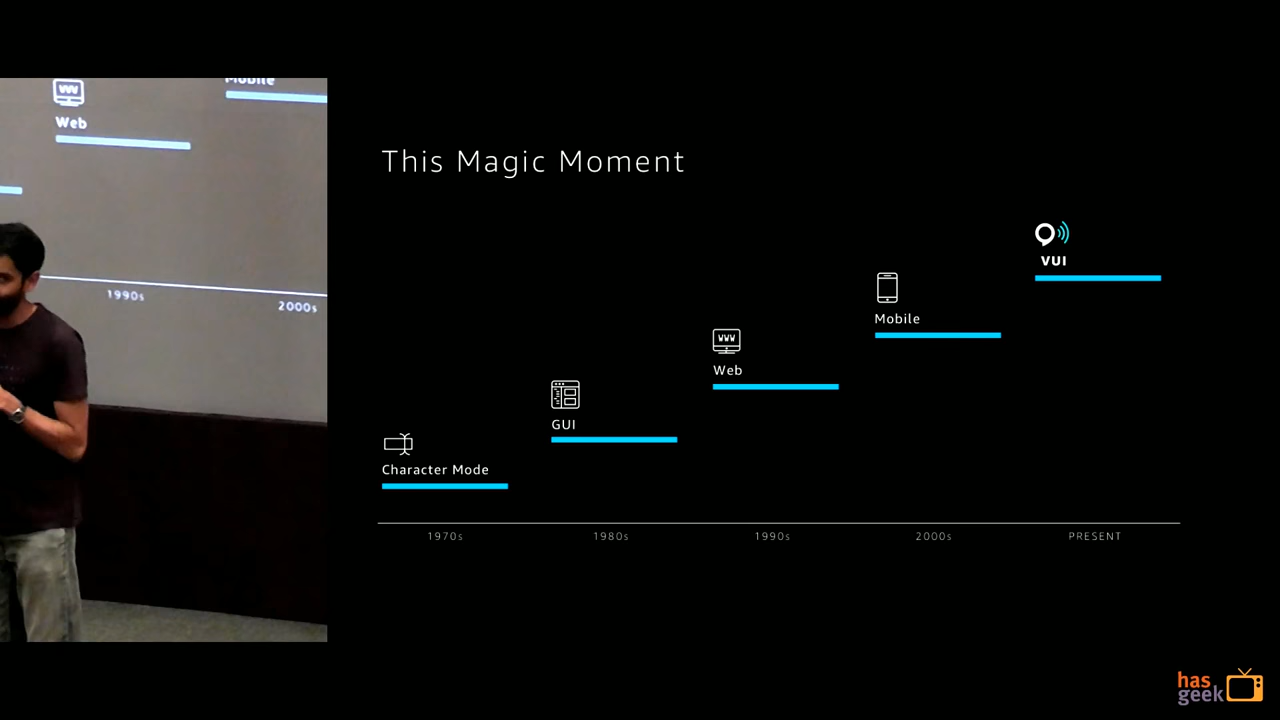 Mobile
Web
1990s
2000s
This Magic Moment
VUI
Mobile
WWW
Web
GUI
Character Mode
1970s
1980s
1990s
2000s
PRESENT
has
geek